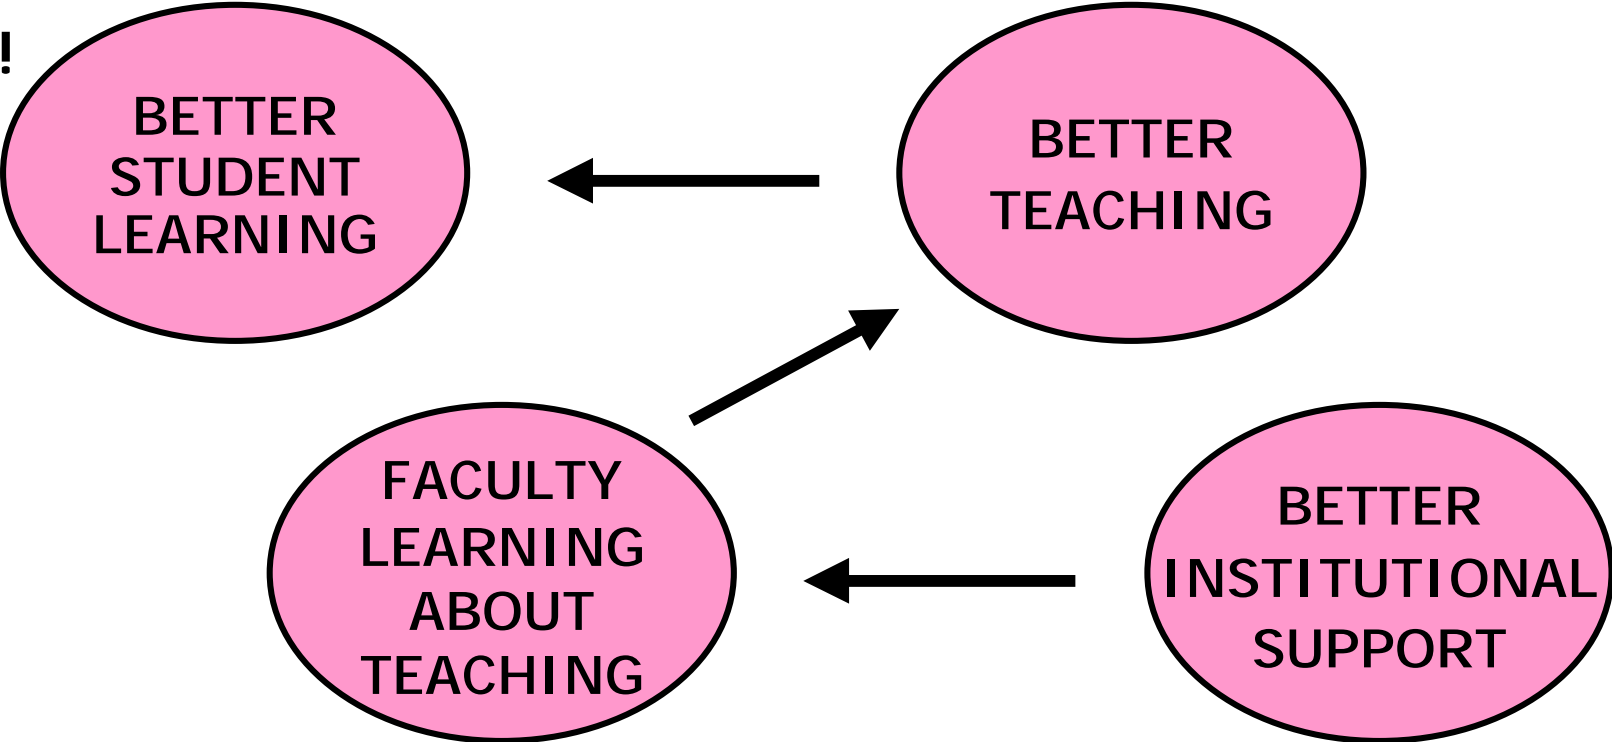 !
BETTER
STUDENT
LEARNING
BETTER
TEACHING
FACULTY
LEARNING
ABOUT
TEACHING
BETTER
INSTITUTIONAL
SUPPORT